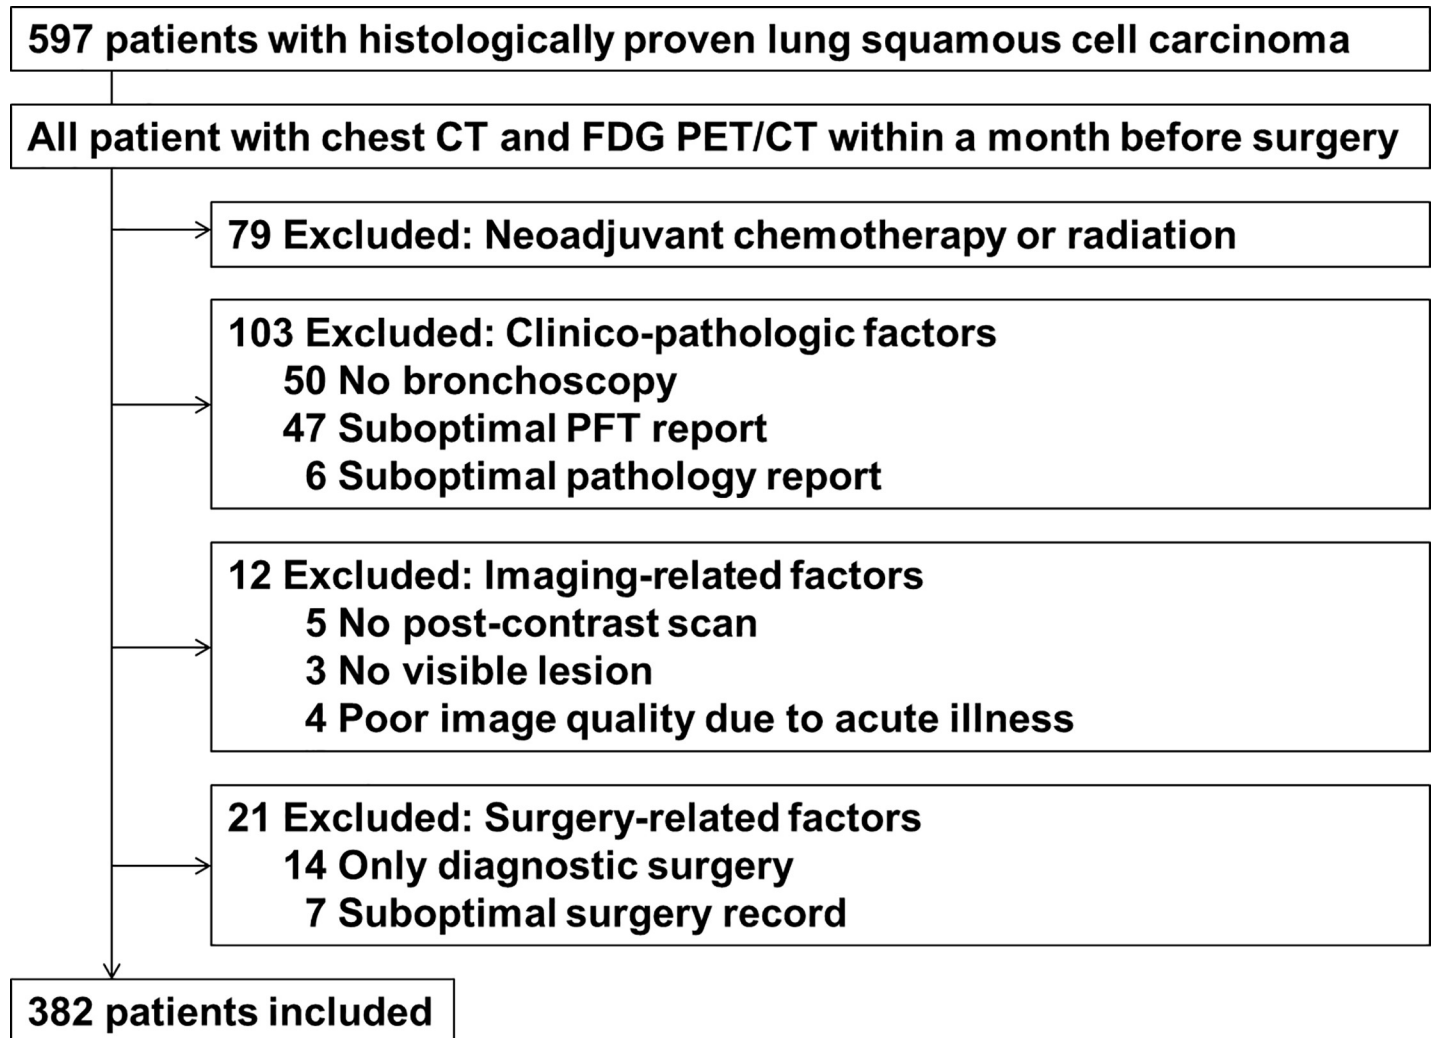 597 patients with histologically proven lung squamous cell carcinoma
All patient with chest CT and FDG PET/CT within a month before surgery
79 Excluded: Neoadjuvant chemotherapy or radiation
103 Excluded: Clinico-pathologic factors
50 No bronchoscopy
47 Suboptimal PFT report
6 Suboptimal pathology report
12 Excluded: Imaging-related factors
5 No post-contrast scan
3 No visible lesion
4 Poor image quality due to acute illness
21 Excluded: Surgery-related factors
14 Only diagnostic surgery
7 Suboptimal surgery record
382 patients included